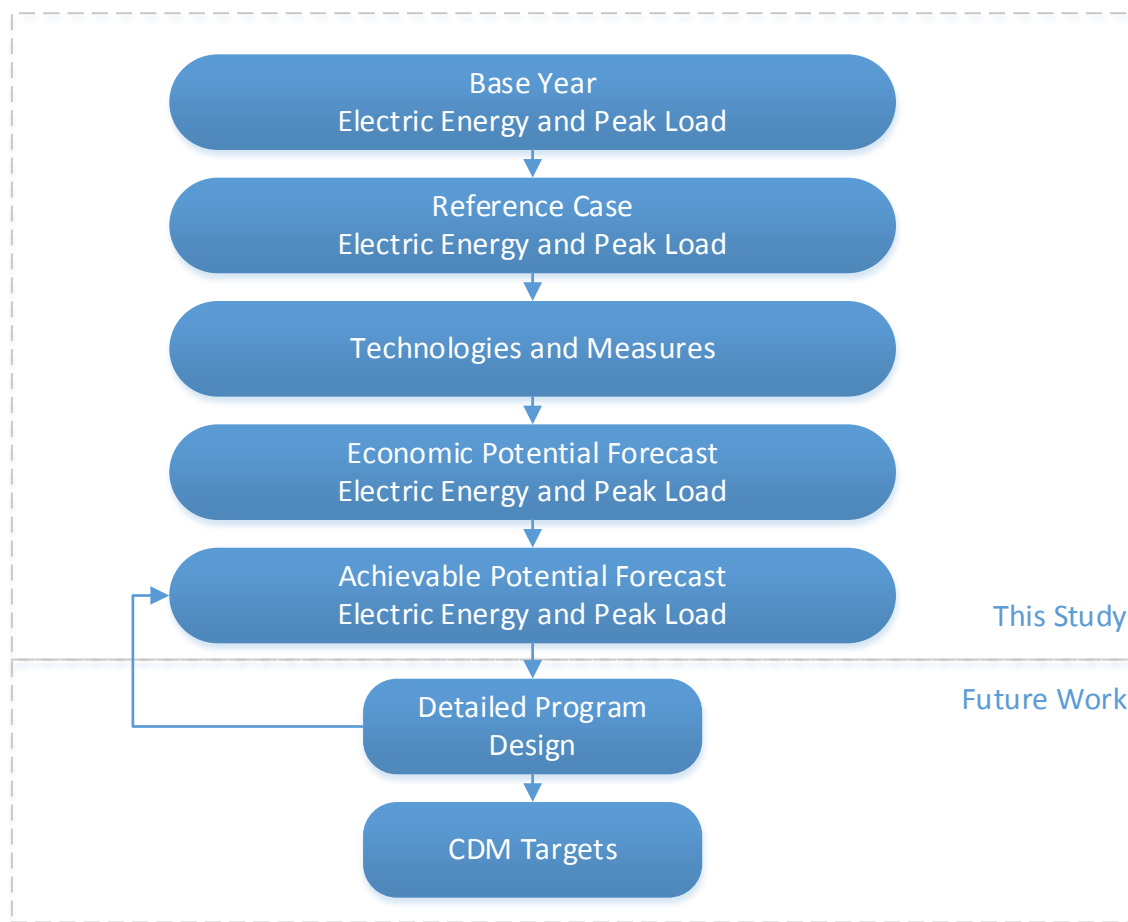 Base Year
Electric Energy and Peak Load
Reference Case
Electric Energy and Peak Load
Technologies and Measures
Economic Potential Forecast
Electric Energy and Peak Load
Achievable Potential Forecast
Electric Energy and Peak Load
This Study
Future Work
Detailed Program
Design
CDM Targets